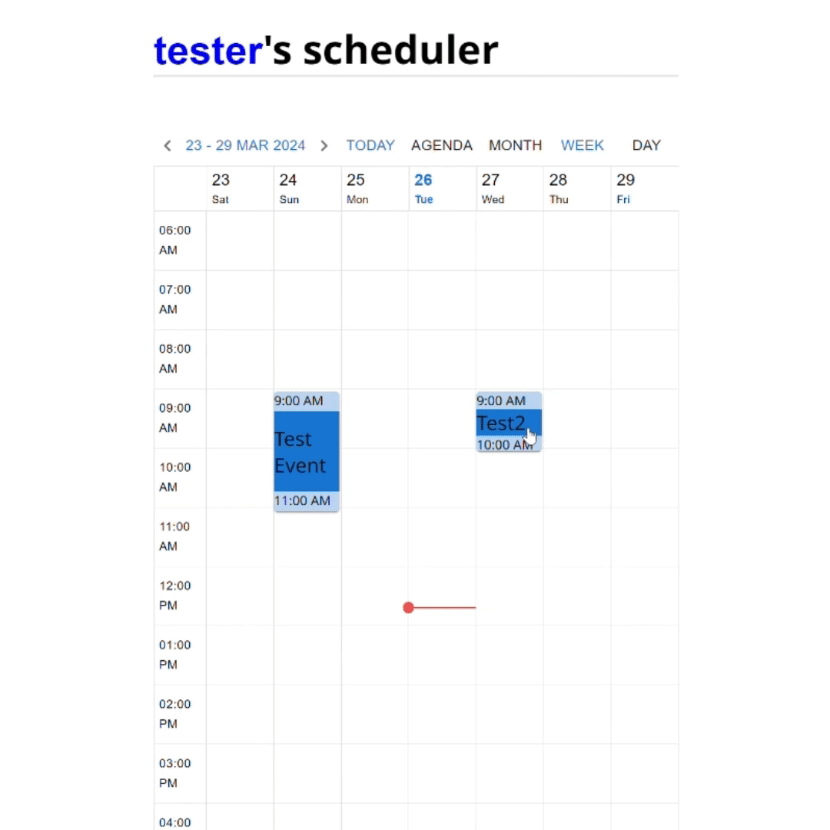 tester's scheduler
23 - 29 MAR 2024 TODAY AGENDA MONTH WEEK DAY
23 24 25 26 27 28 29
Sat Sun Mon Tue Wed Thu Fri
06:00
AM
07:00
AM
08:00
AM
9:00 AM 9:00 AM
09:00
AM
Test2
Test
Event
10:00 AM
10:00
AM
11:00 AM
11:00
AM
12:00
PM
01:00
PM
02:00
PM
03:00
PM
04:00